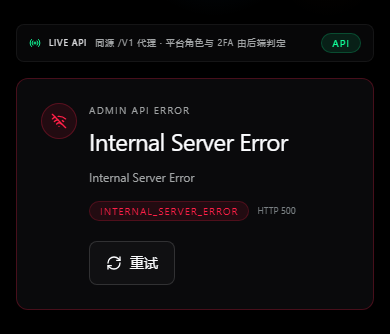 LIVE API 同源 /V1 代理 · 平台角色与 2FA 由后端判定 API
ADMIN API ERROR
Internal Server Error
Internal Server Error
INTERNAL_SERVER_ERROR HTTP 500
重试